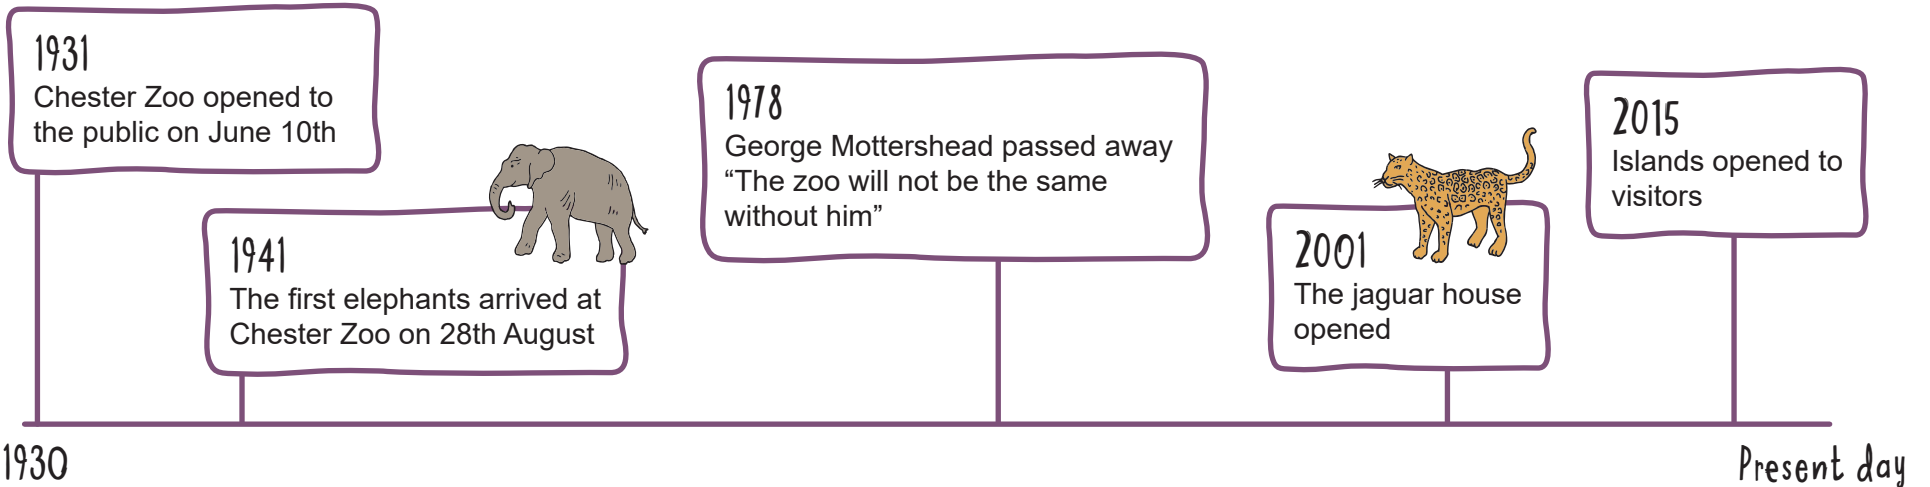 1931
Chester Zoo opened to
the public on June 10th
1941
The first elephants arrived at
Chester Zoo on 28th August
1978
George Mottershead passed away
“The zoo will not be the same
without him”
2001
The jaguar house
opened
2015
Islands opened to
visitors
1930
Present day